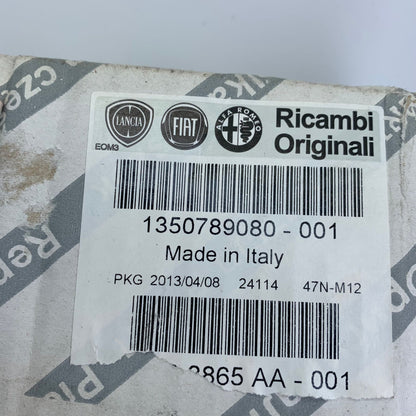 LANCIA
FIAT
ALFA ROMEO
Ricambi
Originali
EOM3
1350789080 - 001
Made in Italy
PKG 2013/04/08 24114 47N-M12
3865 AA - 001